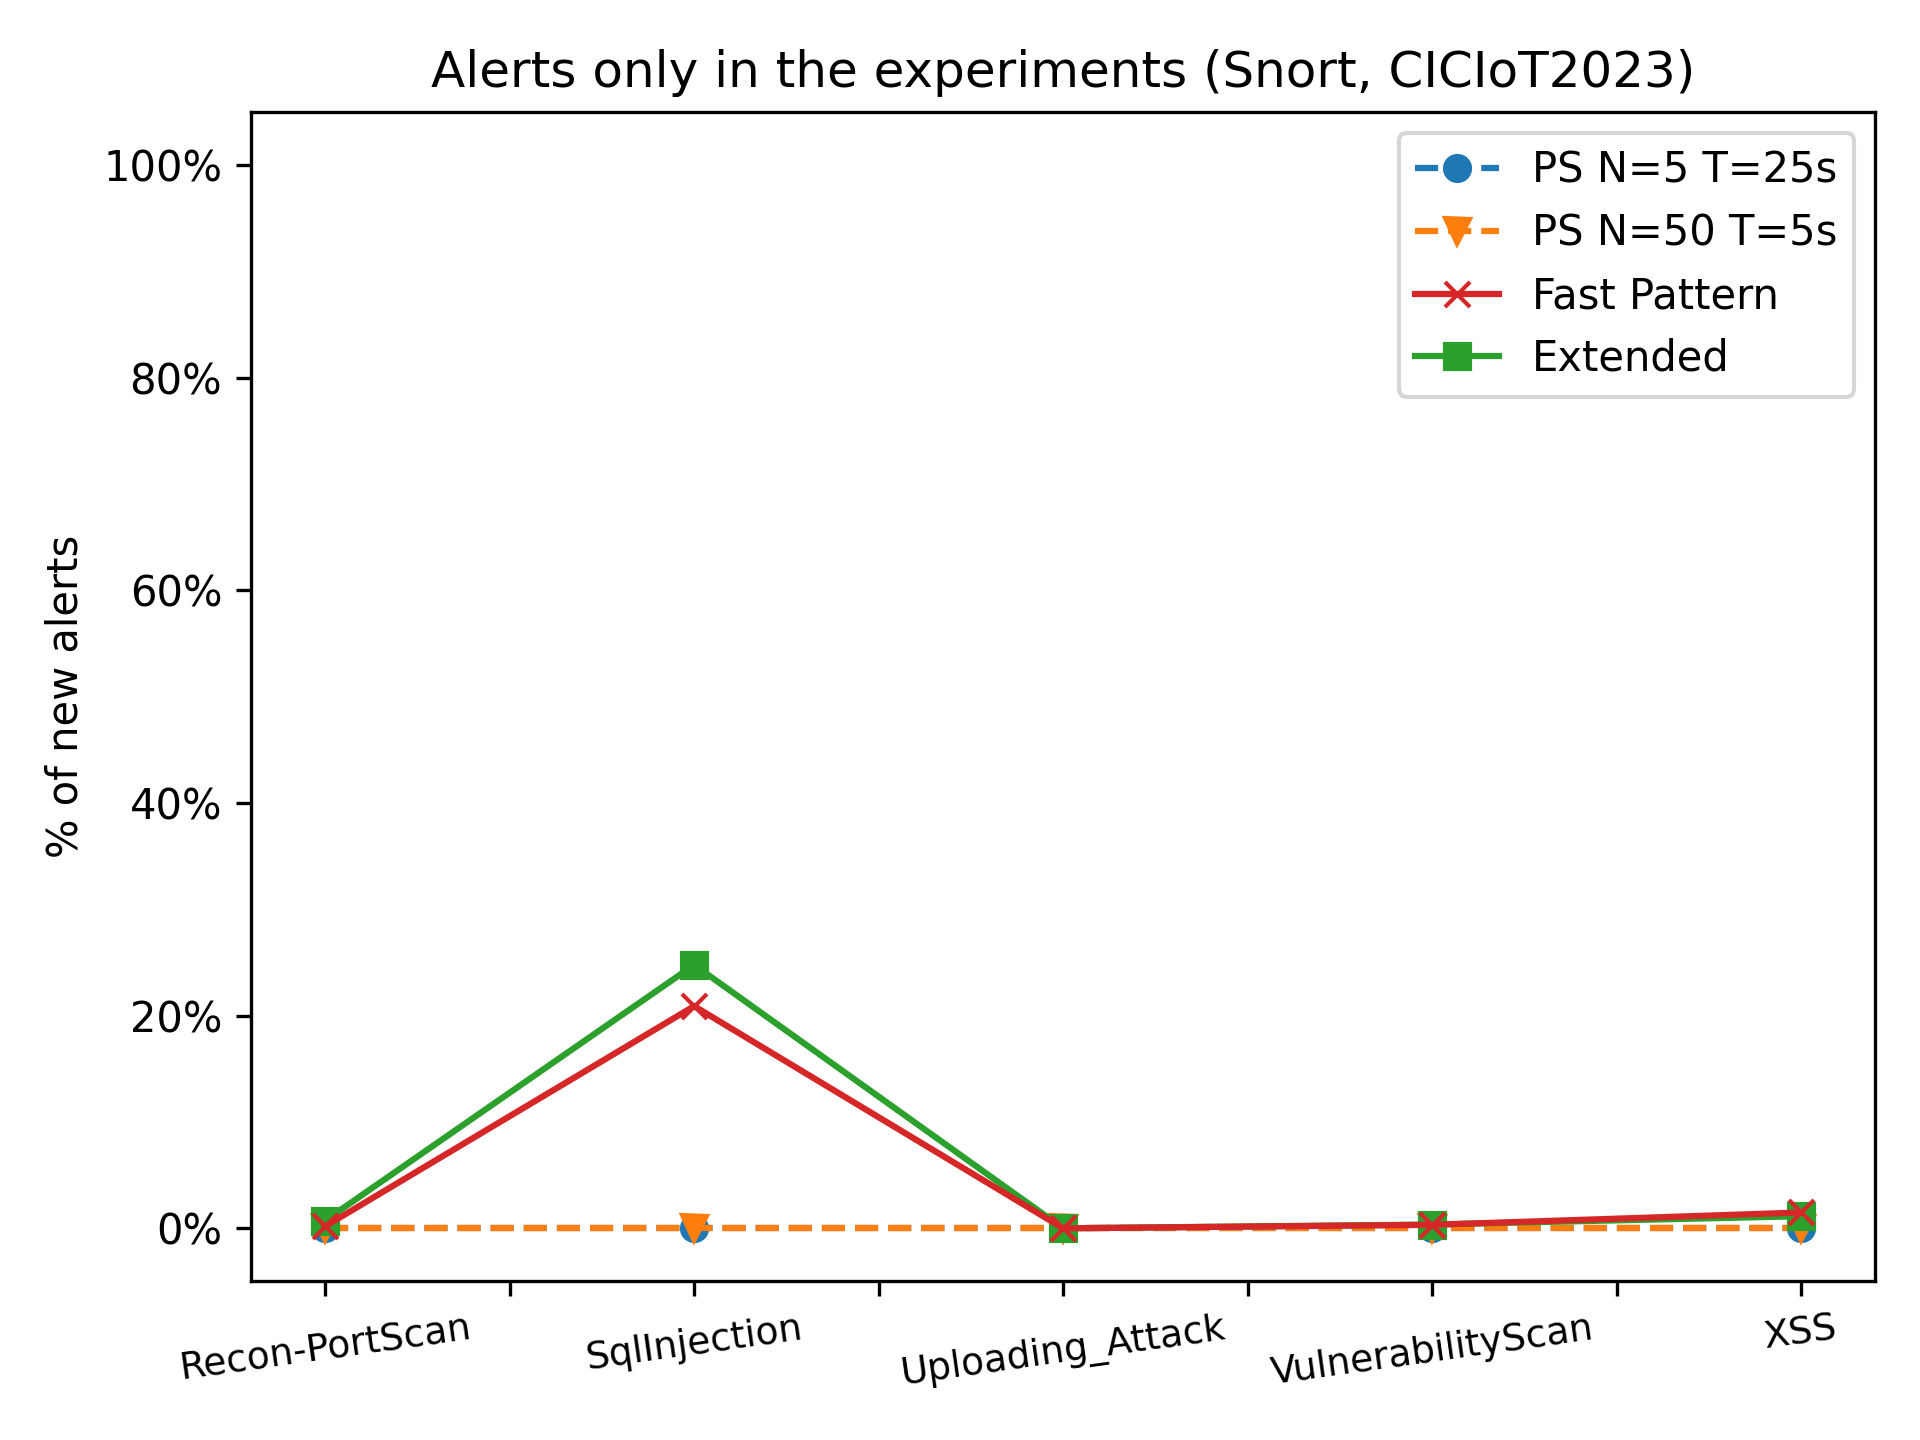 Alerts only in the experiments (Snort, CICIoT2023)
100%
80%
60%
40%
20%
0%
% of new alerts
PS N=5 T=25s
PS N=50 T=5s
Fast Pattern
Extended
Recon-PortScan
SqlInjection
Uploading_Attack
VulnerabilityScan
XSS